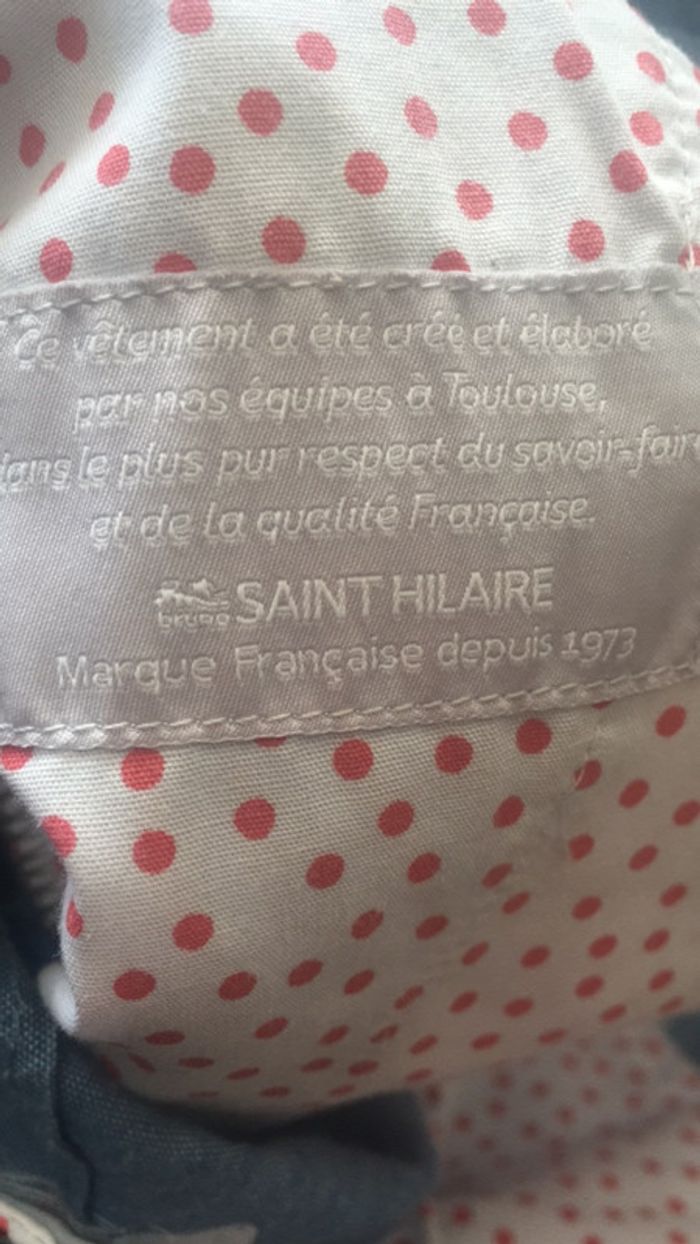 Ce vêtement a été créé et élaboré
par nos équipes à Toulouse,
dans le plus pur respect du savoir-faire
et de la qualité Française.
bruno SAINT HILAIRE
Marque Française depuis 1973